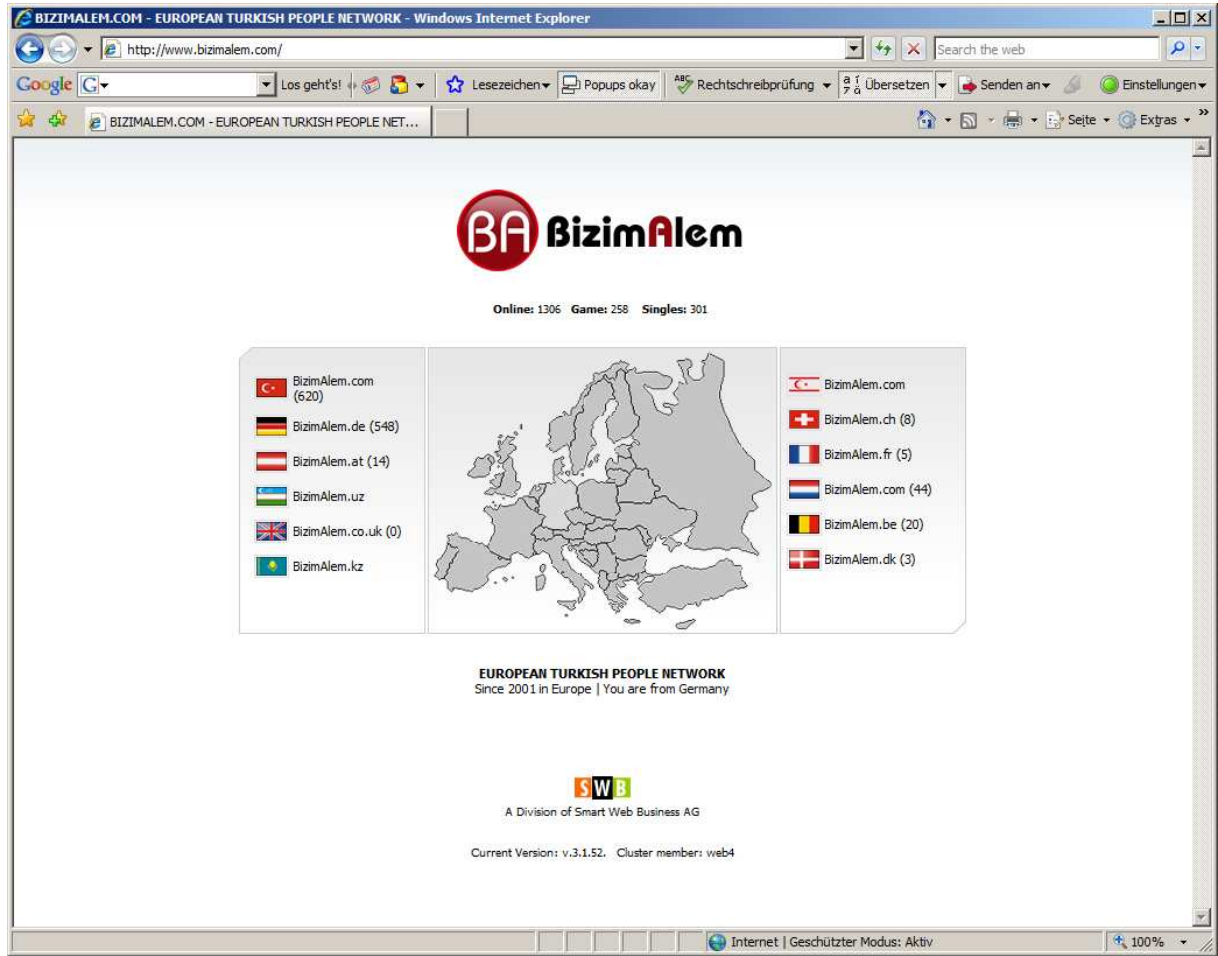 BIZIMALEM.COM - EUROPEAN TURKISH PEOPLE NETWORK - Windows Internet Explorer
http://www.bizimalem.com/
Search the web
Google
G
Los geht's!
Lesezeichen
Popups okay
Rechtschreibprüfung
Übersetzen
Senden an
Einstellungen
BIZIMALEM.COM - EUROPEAN TURKISH PEOPLE NET...
Seite
Extras
BA BizimAlem
Online: 1306 Game: 258 Singles: 301
BizimAlem.com
(620)
BizimAlem.de (548)
BizimAlem.at (14)
BizimAlem.uz
BizimAlem.co.uk (0)
BizimAlem.kz
BizimAlem.com
BizimAlem.ch (8)
BizimAlem.fr (5)
BizimAlem.com (44)
BizimAlem.be (20)
BizimAlem.dk (3)
EUROPEAN TURKISH PEOPLE NETWORK
Since 2001 in Europe | You are from Germany
SWB
A Division of Smart Web Business AG
Current Version: v.3.1.52. Cluster member: web4
Internet | Geschützter Modus: Aktiv
100%